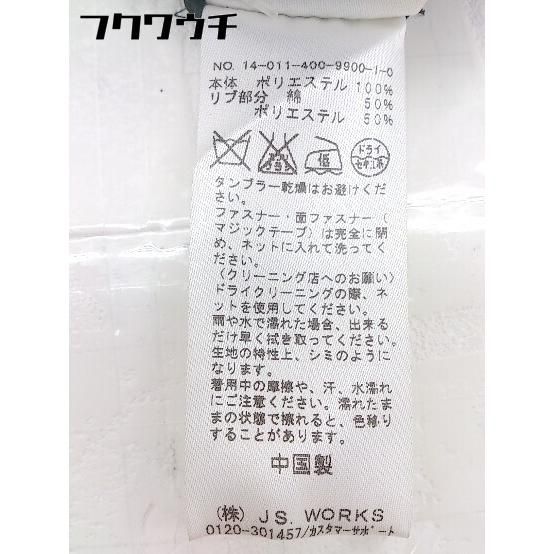 フクワウチ
NO. 14-011-400-9900-1-0
本体 ポリエステル 100%
リブ部分 綿 50%
ポリエステル 50%
低
ドライ
セキユ系
タンブラー乾燥はお避けくだ
さい。
ファスナー・面ファスナー（
マジックテープ）は完全に閉
め、ネットに入れて洗ってく
ださい。
〈クリーニング店へのお願い〉
ドライクリーニングの際、ネ
ットを使用してください。
雨や水で濡れた場合、出来る
だけ早く拭き取ってください。
生地の特性上、シミのように
なります。
着用中の摩擦や、汗、水濡れ
にご注意ください。濡れたま
まの状態で擦れると、色移り
することがあります。
中国製
（株） J.S. WORKS
0120-301457/カスタマーサポート